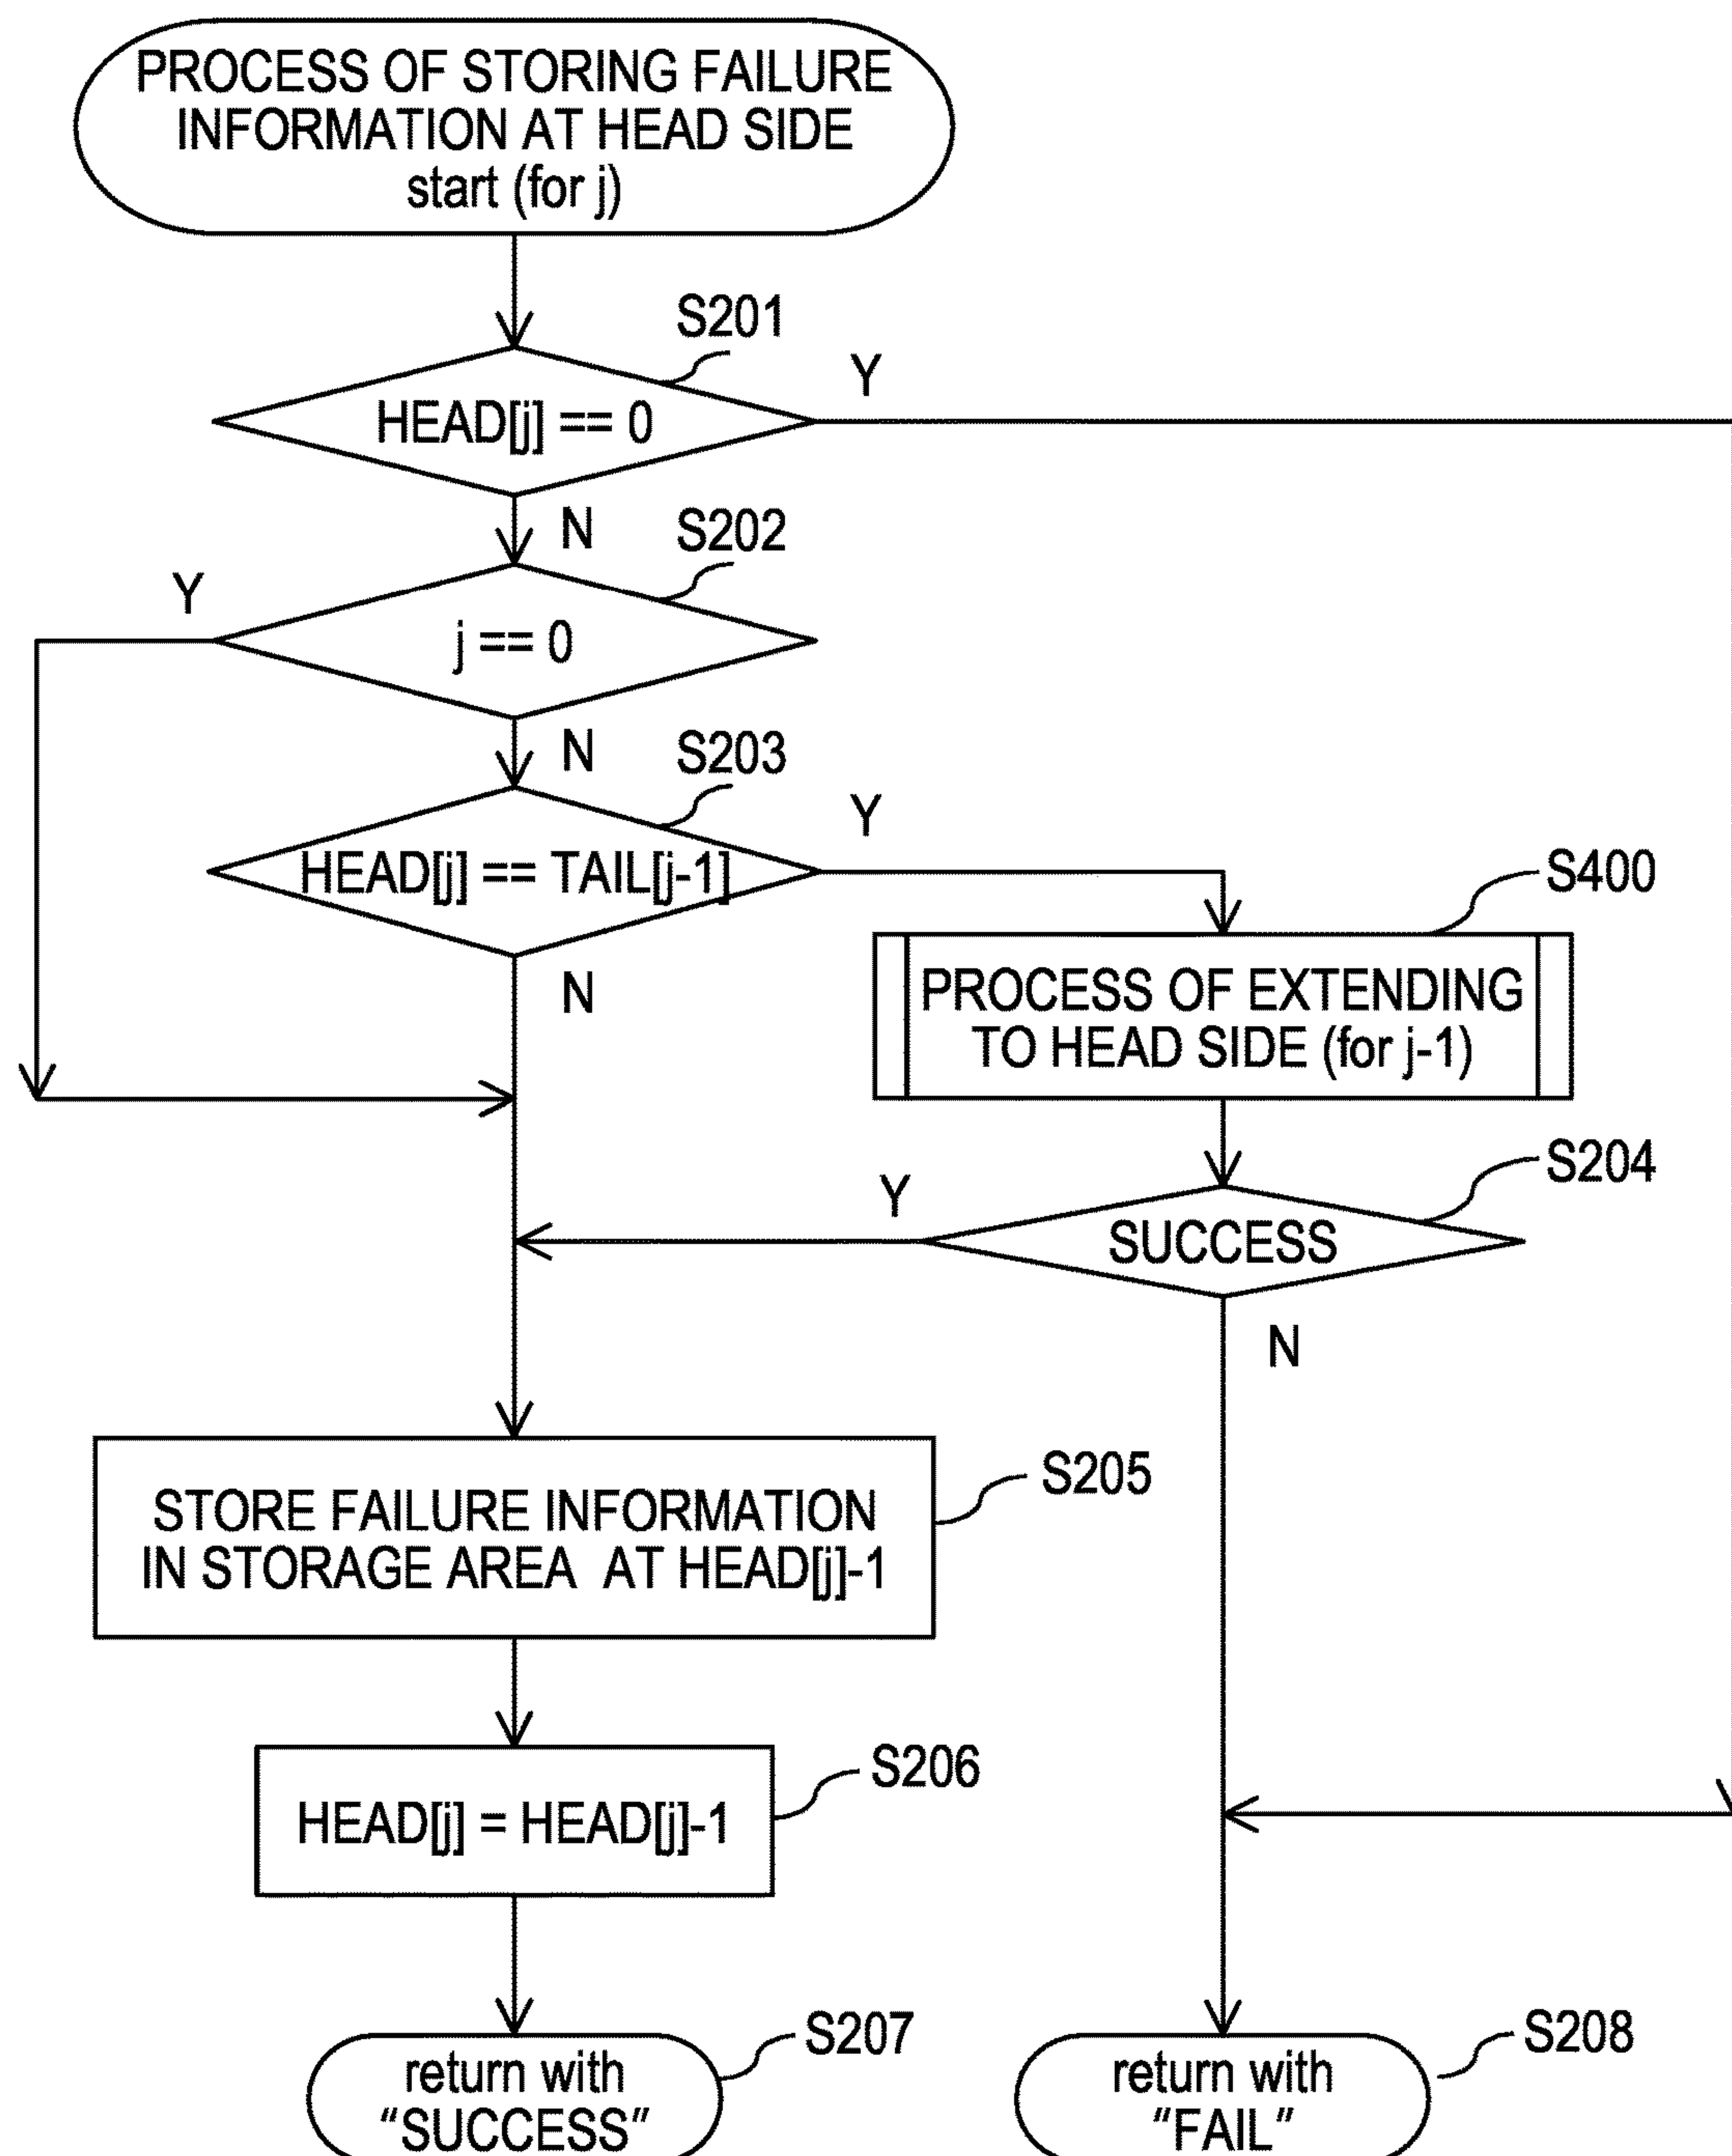 PROCESS OF STORING FAILURE
INFORMATION AT HEAD SIDE
start (for j)
S201
Y
HEAD[j] == 0
N
S202
Y
j == 0
N
S203
Y
HEAD[j] == TAIL[j-1]
N
S400
PROCESS OF EXTENDING
TO HEAD SIDE (for j-1)
S204
Y
SUCCESS
N
S205
STORE FAILURE INFORMATION
IN STORAGE AREA AT HEAD[j]-1
S206
HEAD[j] = HEAD[j]-1
S207
return with
"SUCCESS"
S208
return with
"FAIL"